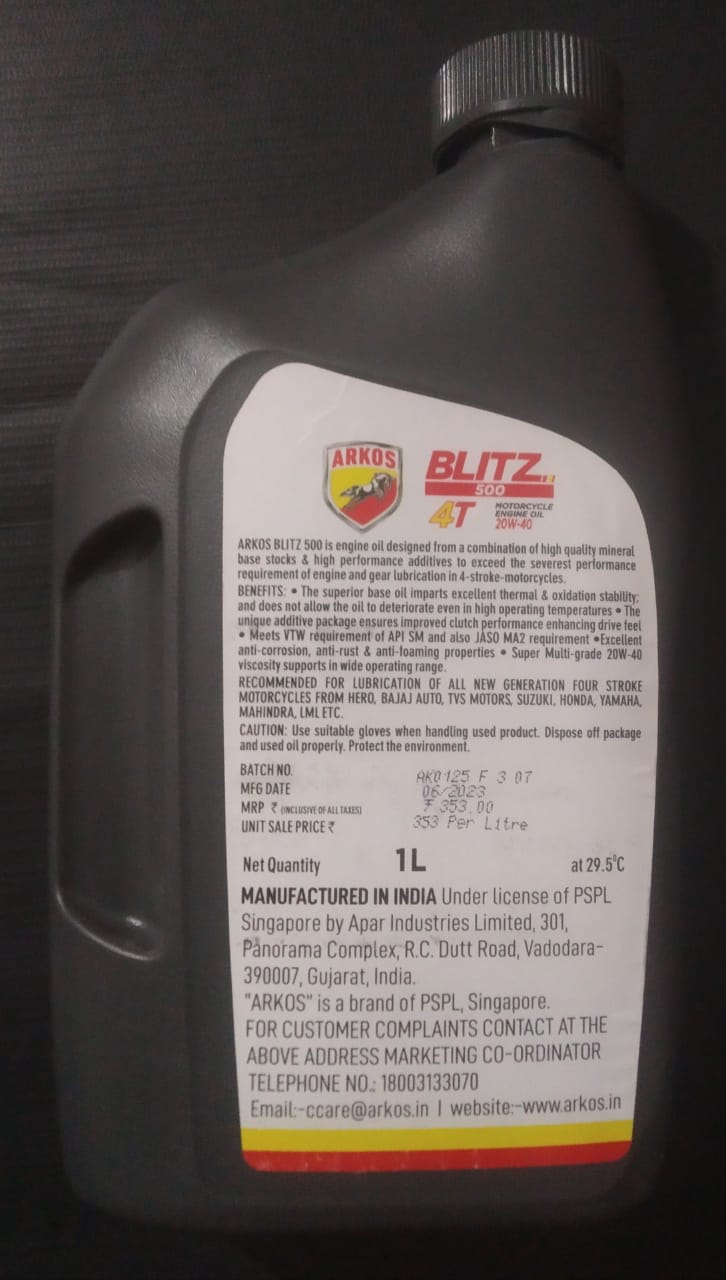 ARKOS
BLITZ
500
4T
MOTORCYCLE
ENGINE OIL
20W-40
ARKOS BLITZ 500 is engine oil designed from a combination of high quality mineral
base stocks & high performance additives to exceed the severest performance
requirement of engine and gear lubrication in 4-stroke-motorcycles.
BENEFITS: • The superior base oil imparts excellent thermal & oxidation stability;
and does not allow the oil to deteriorate even in high operating temperatures • The
unique additive package ensures improved clutch performance enhancing drive feel
• Meets VTW requirement of API SM and also JASO MA2 requirement •Excellent
anti-corrosion, anti-rust & anti-foaming properties • Super Multi-grade 20W-40
viscosity supports in wide operating range.
RECOMMENDED FOR LUBRICATION OF ALL NEW GENERATION FOUR STROKE
MOTORCYCLES FROM HERO, BAJAJ AUTO, TVS MOTORS, SUZUKI, HONDA, YAMAHA,
MAHINDRA, LML ETC.
CAUTION: Use suitable gloves when handling used product. Dispose off package
and used oil properly. Protect the environment.
BATCH NO. AK0125 F 3 07
MFG DATE 06/2023
MRP ₹ (INCLUSIVE OF ALL TAXES) ₹ 353.00
UNIT SALE PRICE ₹ 353 Per Litre
Net Quantity 1L at 29.5°C
MANUFACTURED IN INDIA Under license of PSPL
Singapore by Apar Industries Limited, 301,
Panorama Complex, R.C. Dutt Road, Vadodara-
390007, Gujarat, India.
"ARKOS" is a brand of PSPL, Singapore.
FOR CUSTOMER COMPLAINTS CONTACT AT THE
ABOVE ADDRESS MARKETING CO-ORDINATOR
TELEPHONE NO.: 18003133070
Email:-ccare@arkos.in | website:-www.arkos.in